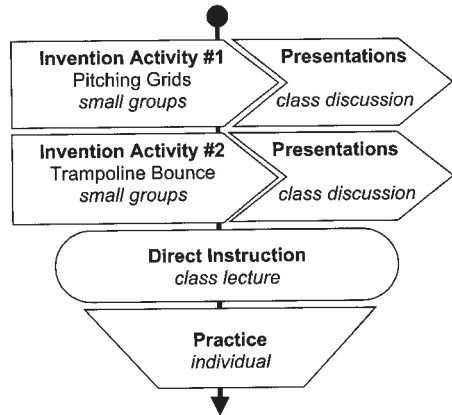 Invention Activity #1
Pitching Grids
small groups
Presentations
class discussion
Invention Activity #2
Trampoline Bounce
small groups
Presentations
class discussion
Direct Instruction
class lecture
Practice
individual